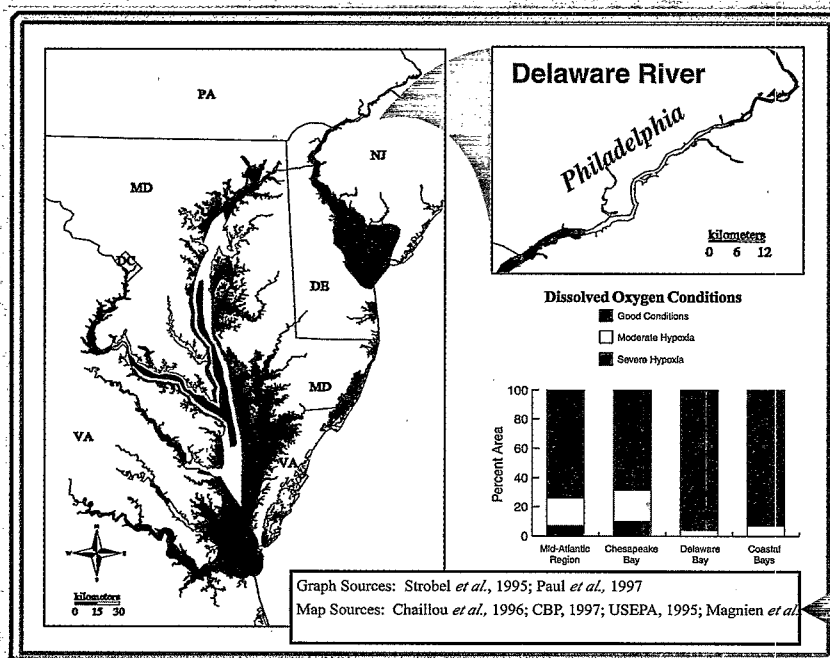 PA
NJ
MD
DC
DE
MD
VA
VA
N
W
E
S
kilometers
0 15 30
Delaware River
Philadelphia
kilometers
0 6 12
Dissolved Oxygen Conditions
Good Conditions
Moderate Hypoxia
Severe Hypoxia
Percent Area
100
80
60
40
20
0
Mid-Atlantic Chesapeake Delaware Coastal
Region Bay Bay Bays
Graph Sources: Strobel et al., 1995; Paul et al., 1997
Map Sources: Chaillou et al., 1996; CBP, 1997; USEPA, 1995; Magnien et al.